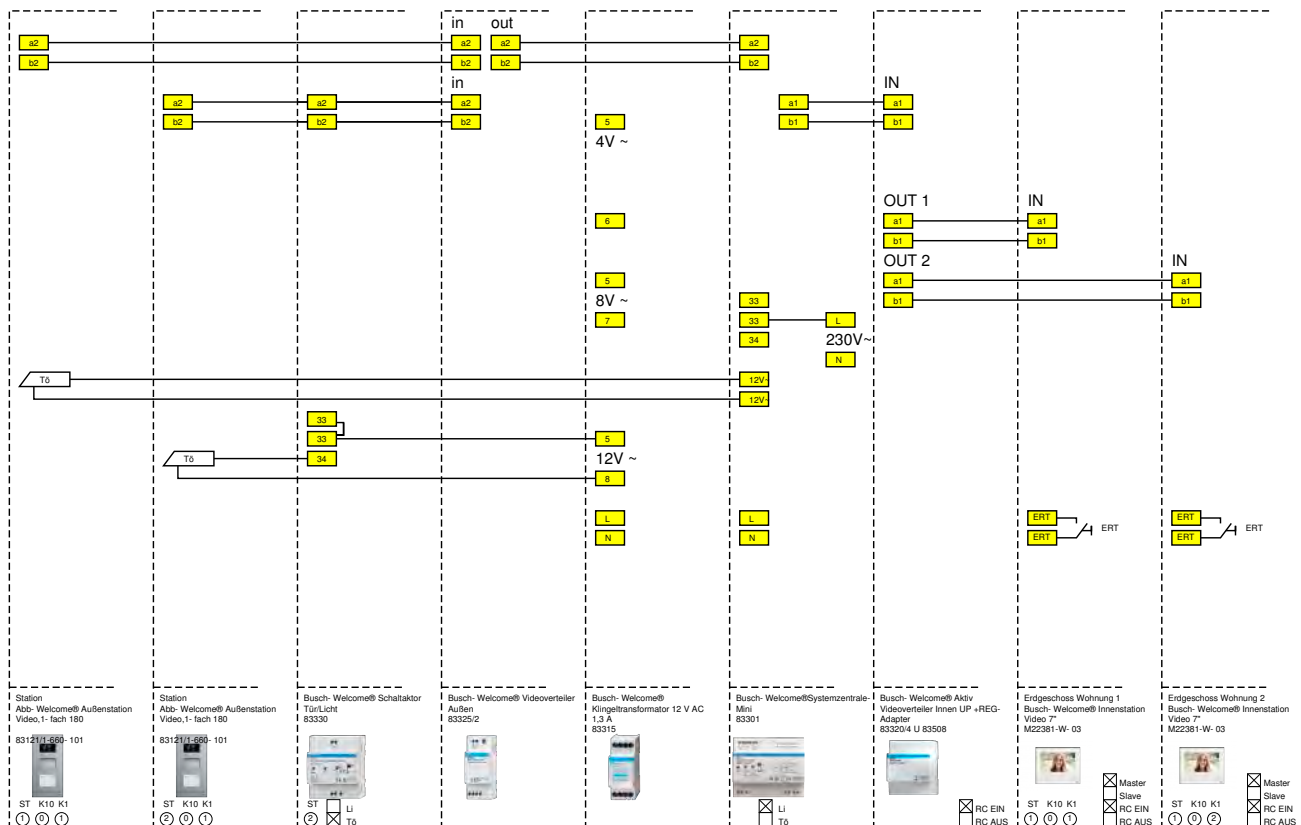 in out
a2 a2 a2 a2
b2 b2 b2 b2
in IN
a2 a2 a2 a1 a1
b2 b2 b2 5 b1 b1
4V ~
OUT 1 IN
6 a1 a1
b1 b1
OUT 2 IN
5 a1 a1
8V ~ 33 b1 b1
7 33 L
34 230V~
N
Tö 12V~
12V~
33
33 5
Tö 34 12V ~
8
L L ERT ERT
ERT ERT
N N ERT ERT
Station
Abb- Welcome® Außenstation
Video,1- fach 180
83121/1-660- 101
ST K10 K1
1 0 1
Station
Abb- Welcome® Außenstation
Video,1- fach 180
83121/1-660- 101
ST K10 K1
2 0 1
Busch- Welcome® Schaltaktor
Tür/Licht
83330
ST Li
2 Tö
Busch- Welcome® Videoverteiler
Außen
83325/2
Busch- Welcome®
Klingeltransformator 12 V AC
1,3 A
83315
Busch- Welcome®Systemzentrale-
Mini
83301
Li
Tö
Busch- Welcome® Aktiv
Videoverteiler Innen UP +REG-
Adapter
83320/4 U 83508
RC EIN
RC AUS
Erdgeschoss Wohnung 1
Busch- Welcome® Innenstation
Video 7"
M22381-W- 03
Master
Slave
ST K10 K1 RC EIN
1 0 1 RC AUS
Erdgeschoss Wohnung 2
Busch- Welcome® Innenstation
Video 7"
M22381-W- 03
Master
Slave
ST K10 K1 RC EIN
1 0 2 RC AUS